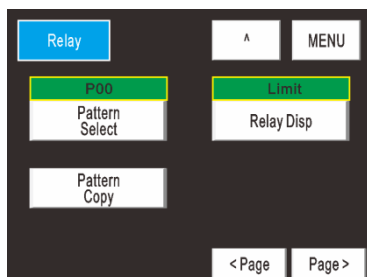 Relay
^
MENU
P00
Limit
Pattern
Select
Relay Disp
Pattern
Copy
< Page
Page >